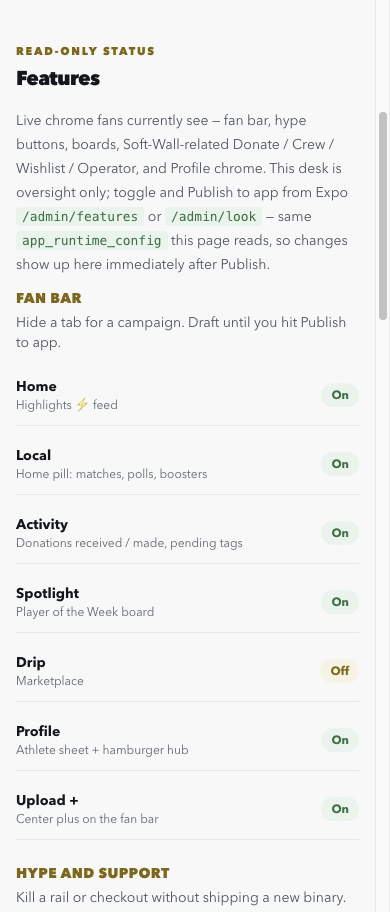 READ-ONLY STATUS
Features
Live chrome fans currently see – fan bar, hype
buttons, boards, Soft-Wall-related Donate / Crew /
Wishlist / Operator, and Profile chrome. This desk is
oversight only; toggle and Publish to app from Expo
/admin/features or /admin/look – same
app_runtime_config this page reads, so changes
show up here immediately after Publish.
FAN BAR
Hide a tab for a campaign. Draft until you hit Publish
to app.
Home
Highlights ⚡ feed
On
Local
Home pill: matches, polls, boosters
On
Activity
Donations received / made, pending tags
On
Spotlight
Player of the Week board
On
Drip
Marketplace
Off
Profile
Athlete sheet + hamburger hub
On
Upload +
Center plus on the fan bar
On
HYPE AND SUPPORT
Kill a rail or checkout without shipping a new binary.